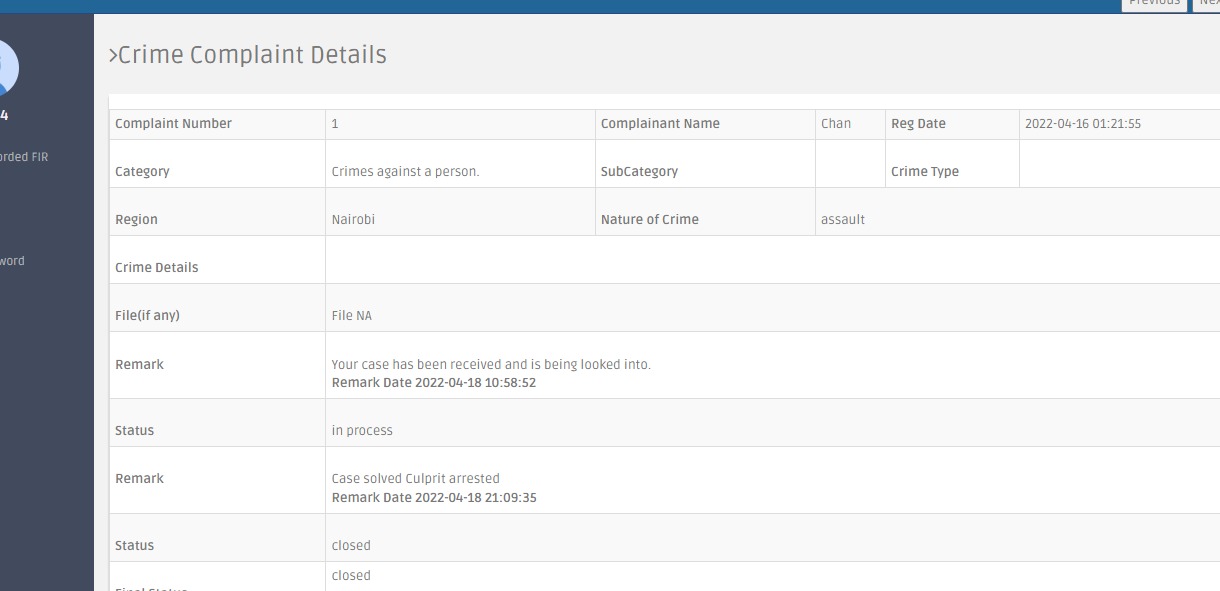 Previous
>Crime Complaint Details
4
orded FIR
word
Complaint Number 1 Complainant Name Chan Reg Date 2022-04-16 01:21:55
Category Crimes against a person. SubCategory Crime Type
Region Nairobi Nature of Crime assault
Crime Details
File(if any) File NA
Remark Your case has been received and is being looked into.
Remark Date 2022-04-18 10:58:52
Status in process
Remark Case solved Culprit arrested
Remark Date 2022-04-18 21:09:35
Status closed
closed
Final Status